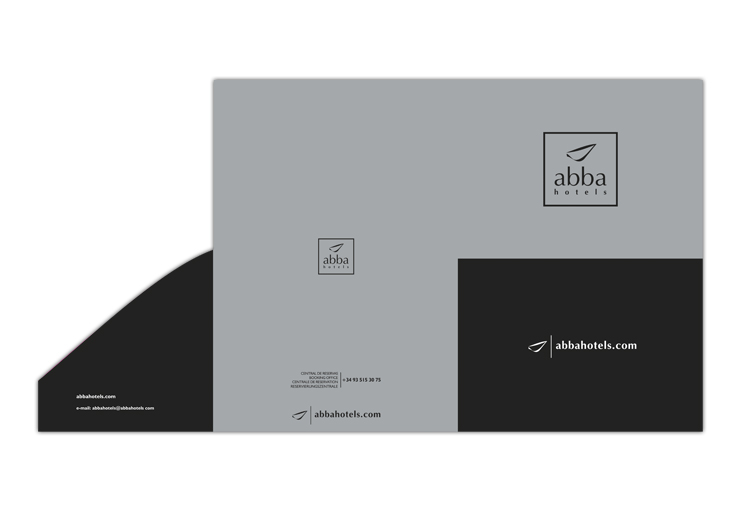 abba
hotels
abba
hotels
abbahotels.com
CENTRAL DE RESERVAS
BOOKING OFFICE
CENTRALE DE RESERVATION
RESERVIERUNGSZENTRALE
+34 93 515 30 75
abbahotels.com
abbahotels.com
e-mail: abbahotels@abbahotels.com